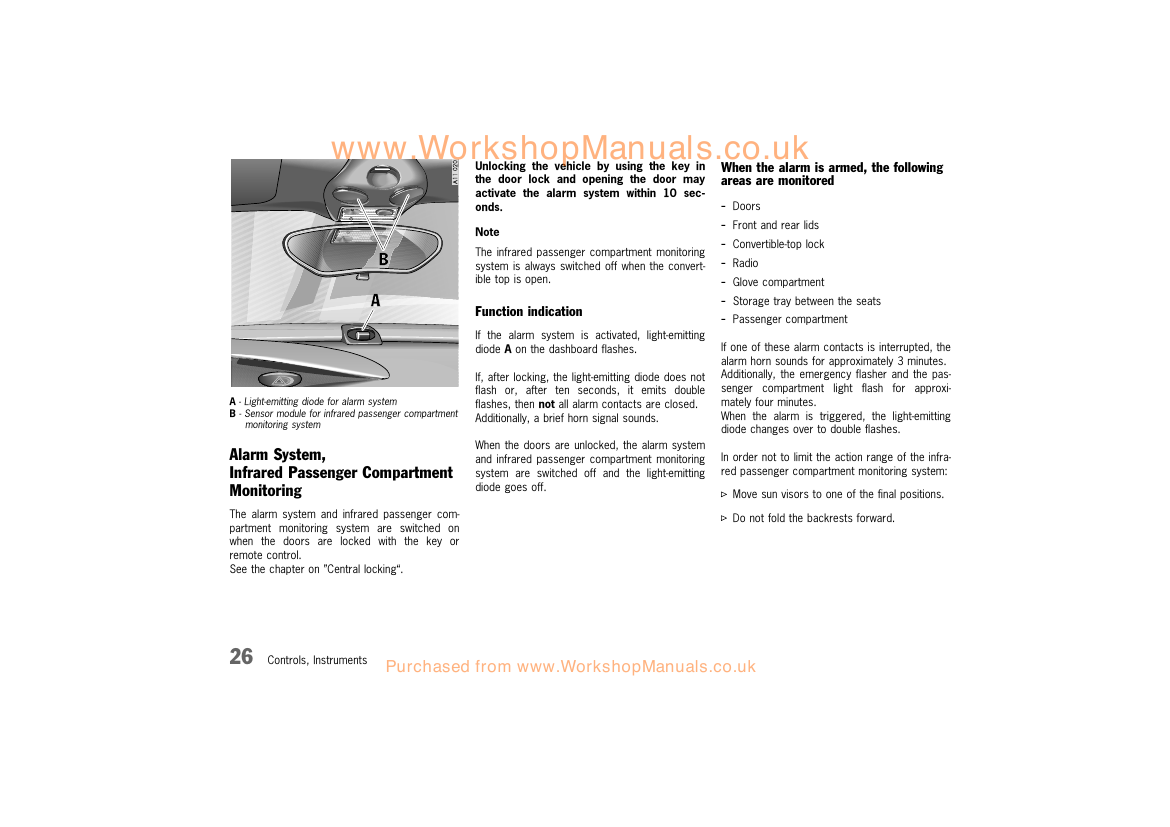 www.WorkshopManuals.co.uk
A11 020
B
A
A - Light-emitting diode for alarm system
B - Sensor module for infrared passenger compartment
monitoring system
Alarm System,
Infrared Passenger Compartment
Monitoring
The alarm system and infrared passenger com-
partment monitoring system are switched on
when the doors are locked with the key or
remote control.
See the chapter on "Central locking“.
Unlocking the vehicle by using the key in
the door lock and opening the door may
activate the alarm system within 10 sec-
onds.
Note
The infrared passenger compartment monitoring
system is always switched off when the convert-
ible top is open.
Function indication
If the alarm system is activated, light-emitting
diode A on the dashboard flashes.
If, after locking, the light-emitting diode does not
flash or, after ten seconds, it emits double
flashes, then not all alarm contacts are closed.
Additionally, a brief horn signal sounds.
When the doors are unlocked, the alarm system
and infrared passenger compartment monitoring
system are switched off and the light-emitting
diode goes off.
When the alarm is armed, the following
areas are monitored
- Doors
- Front and rear lids
- Convertible-top lock
- Radio
- Glove compartment
- Storage tray between the seats
- Passenger compartment
If one of these alarm contacts is interrupted, the
alarm horn sounds for approximately 3 minutes.
Additionally, the emergency flasher and the pas-
senger compartment light flash for approxi-
mately four minutes.
When the alarm is triggered, the light-emitting
diode changes over to double flashes.
In order not to limit the action range of the infra-
red passenger compartment monitoring system:
▷ Move sun visors to one of the final positions.
▷ Do not fold the backrests forward.
26 Controls, Instruments
Purchased from www.WorkshopManuals.co.uk